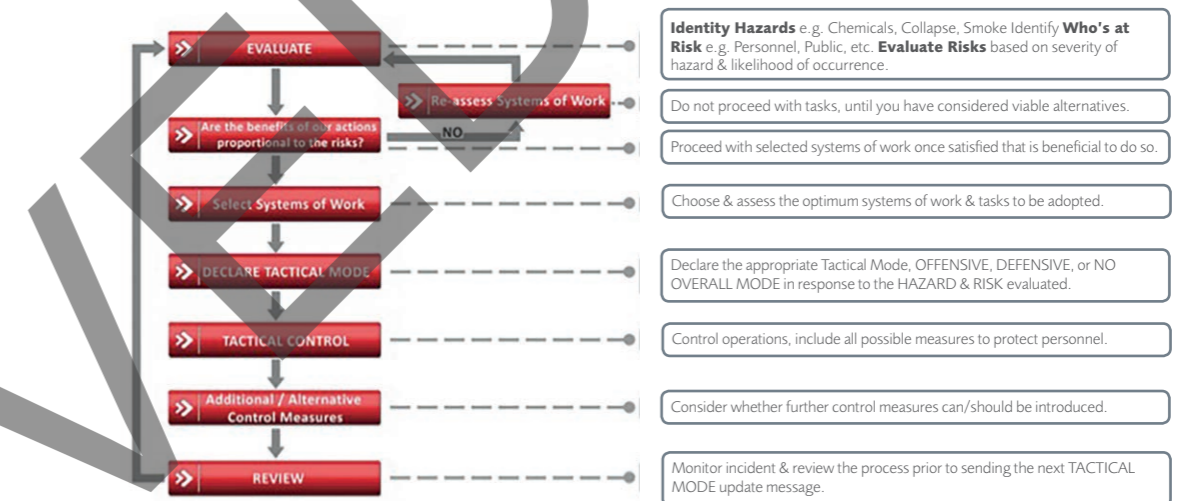 EVALUATE
Identity Hazards e.g. Chemicals, Collapse, Smoke Identify Who's at
Risk e.g. Personnel, Public, etc. Evaluate Risks based on severity of
hazard & likelihood of occurrence.
Re-assess Systems of Work
Do not proceed with tasks, until you have considered viable alternatives.
Are the benefits of our actions
proportional to the risks?
NO
Proceed with selected systems of work once satisfied that is beneficial to do so.
Select Systems of Work
Choose & assess the optimum systems of work & tasks to be adopted.
DECLARE TACTICAL MODE
Declare the appropriate Tactical Mode, OFFENSIVE, DEFENSIVE, or NO
OVERALL MODE in response to the HAZARD & RISK evaluated.
TACTICAL CONTROL
Control operations, include all possible measures to protect personnel.
Additional / Alternative
Control Measures
Consider whether further control measures can/should be introduced.
REVIEW
Monitor incident & review the process prior to sending the next TACTICAL
MODE update message.